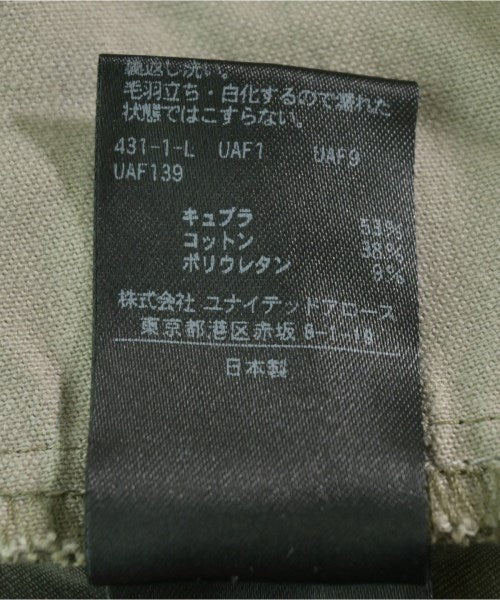 裏返し洗い。
毛羽立ち・白化するので濡れた
状態ではこすらない。
431-1-L UAF1 UAF9
UAF139
キュプラ 53%
コットン 38%
ポリウレタン 9%
株式会社 ユナイテッドアローズ
東京都港区赤坂 8-1-19
日本製